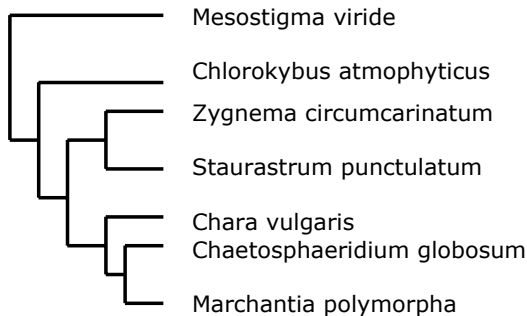 Mesostigma viride
Chlorokybus atmophyticus
Zygnema circumcarinatum
Staurastrum punctulatum
Chara vulgaris
Chaetosphaeridium globosum
Marchantia polymorpha